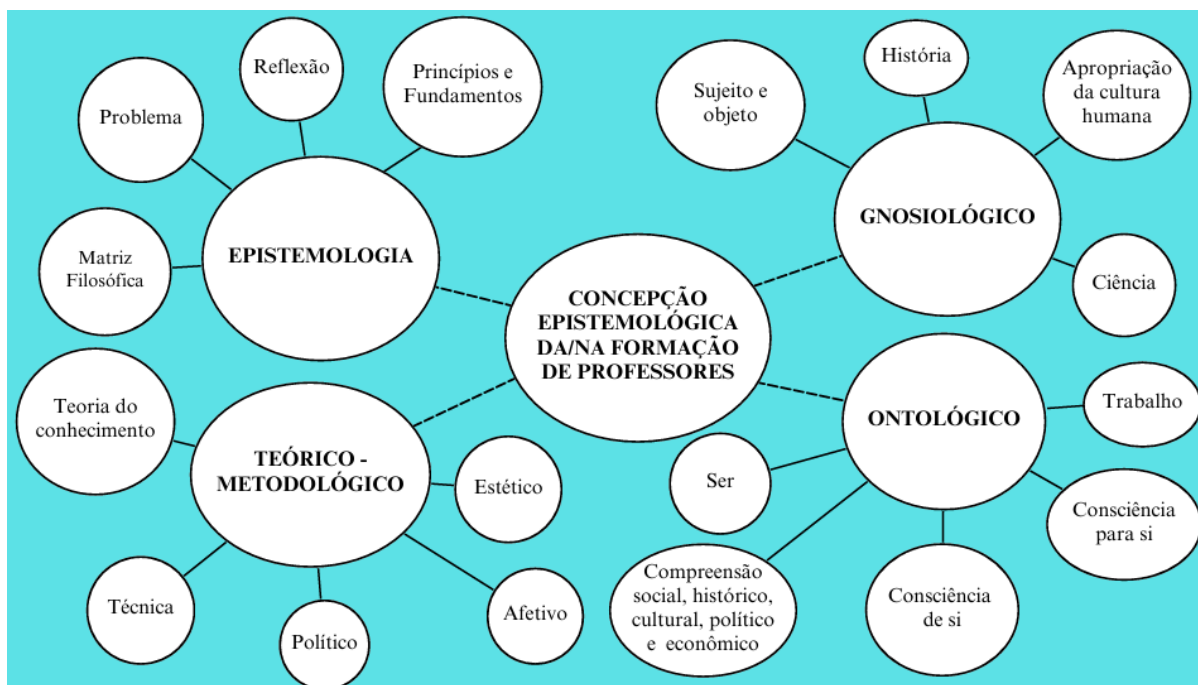 Problema
Reflexão
Princípios e
Fundamentos
Matriz
Filosófica
EPISTEMOLOGIA
História
Sujeito e
objeto
Apropriação
da cultura
humana
GNOSIOLÓGICO
Ciência
CONCEPÇÃO
EPISTEMOLÓGICA
DA/NA FORMAÇÃO
DE PROFESSORES
Teoria do
conhecimento
TEÓRICO -
METODOLÓGICO
Estético
Técnica
Político
Afetivo
ONTOLÓGICO
Trabalho
Ser
Consciência
para si
Compreensão
social, histórico,
cultural, político
e econômico
Consciência
de si